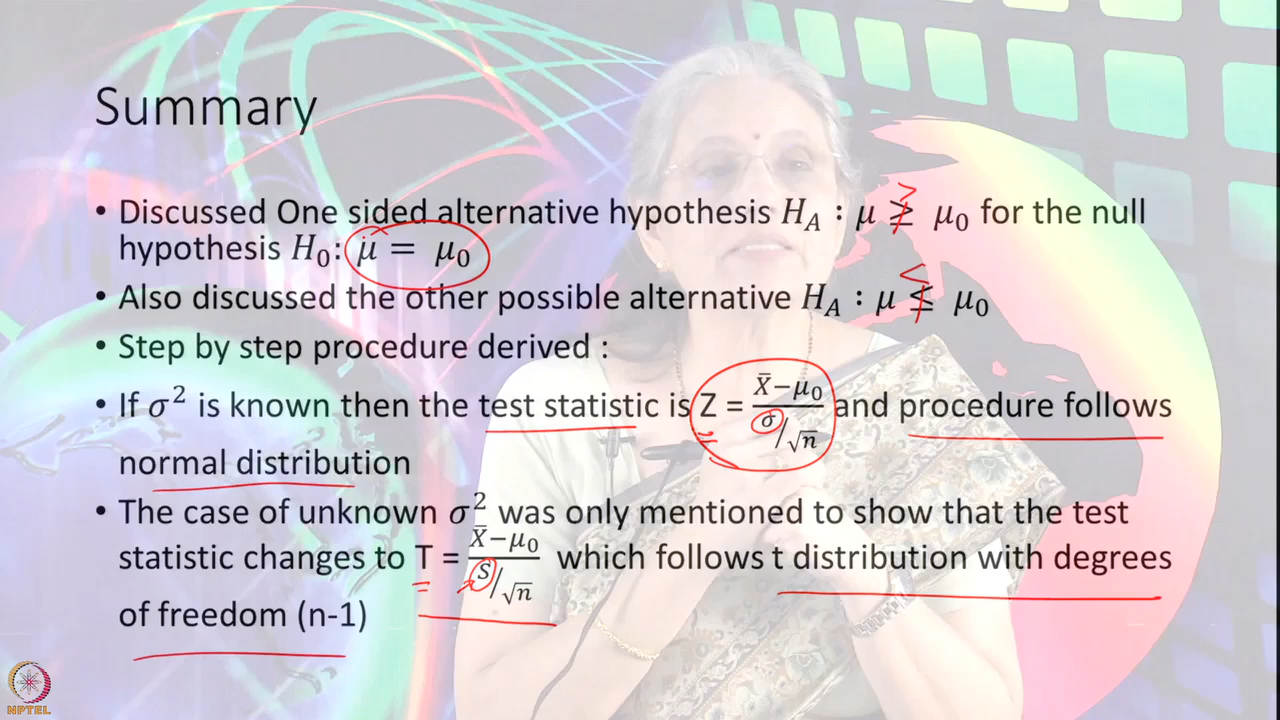 Summary
• Discussed One sided alternative hypothesis H_A : μ ≥ μ_0 for the null
>
hypothesis H_0: μ = μ_0
• Also discussed the other possible alternative H_A : μ ≤ μ_0
<
• Step by step procedure derived :
• If σ² is known then the test statistic is Z = (X̄−μ_0)/(σ/√n) and procedure follows
normal distribution
• The case of unknown σ² was only mentioned to show that the test
statistic changes to T = (X̄−μ_0)/(S/√n) which follows t distribution with degrees
of freedom (n-1)
NPTEL